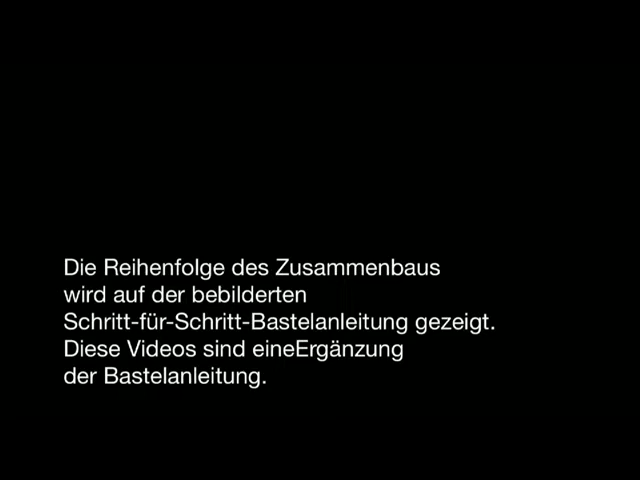 Die Reihenfolge des Zusammenbaus
wird auf der bebilderten
Schritt-für-Schritt-Bastelanleitung gezeigt.
Diese Videos sind eineErgänzung
der Bastelanleitung.